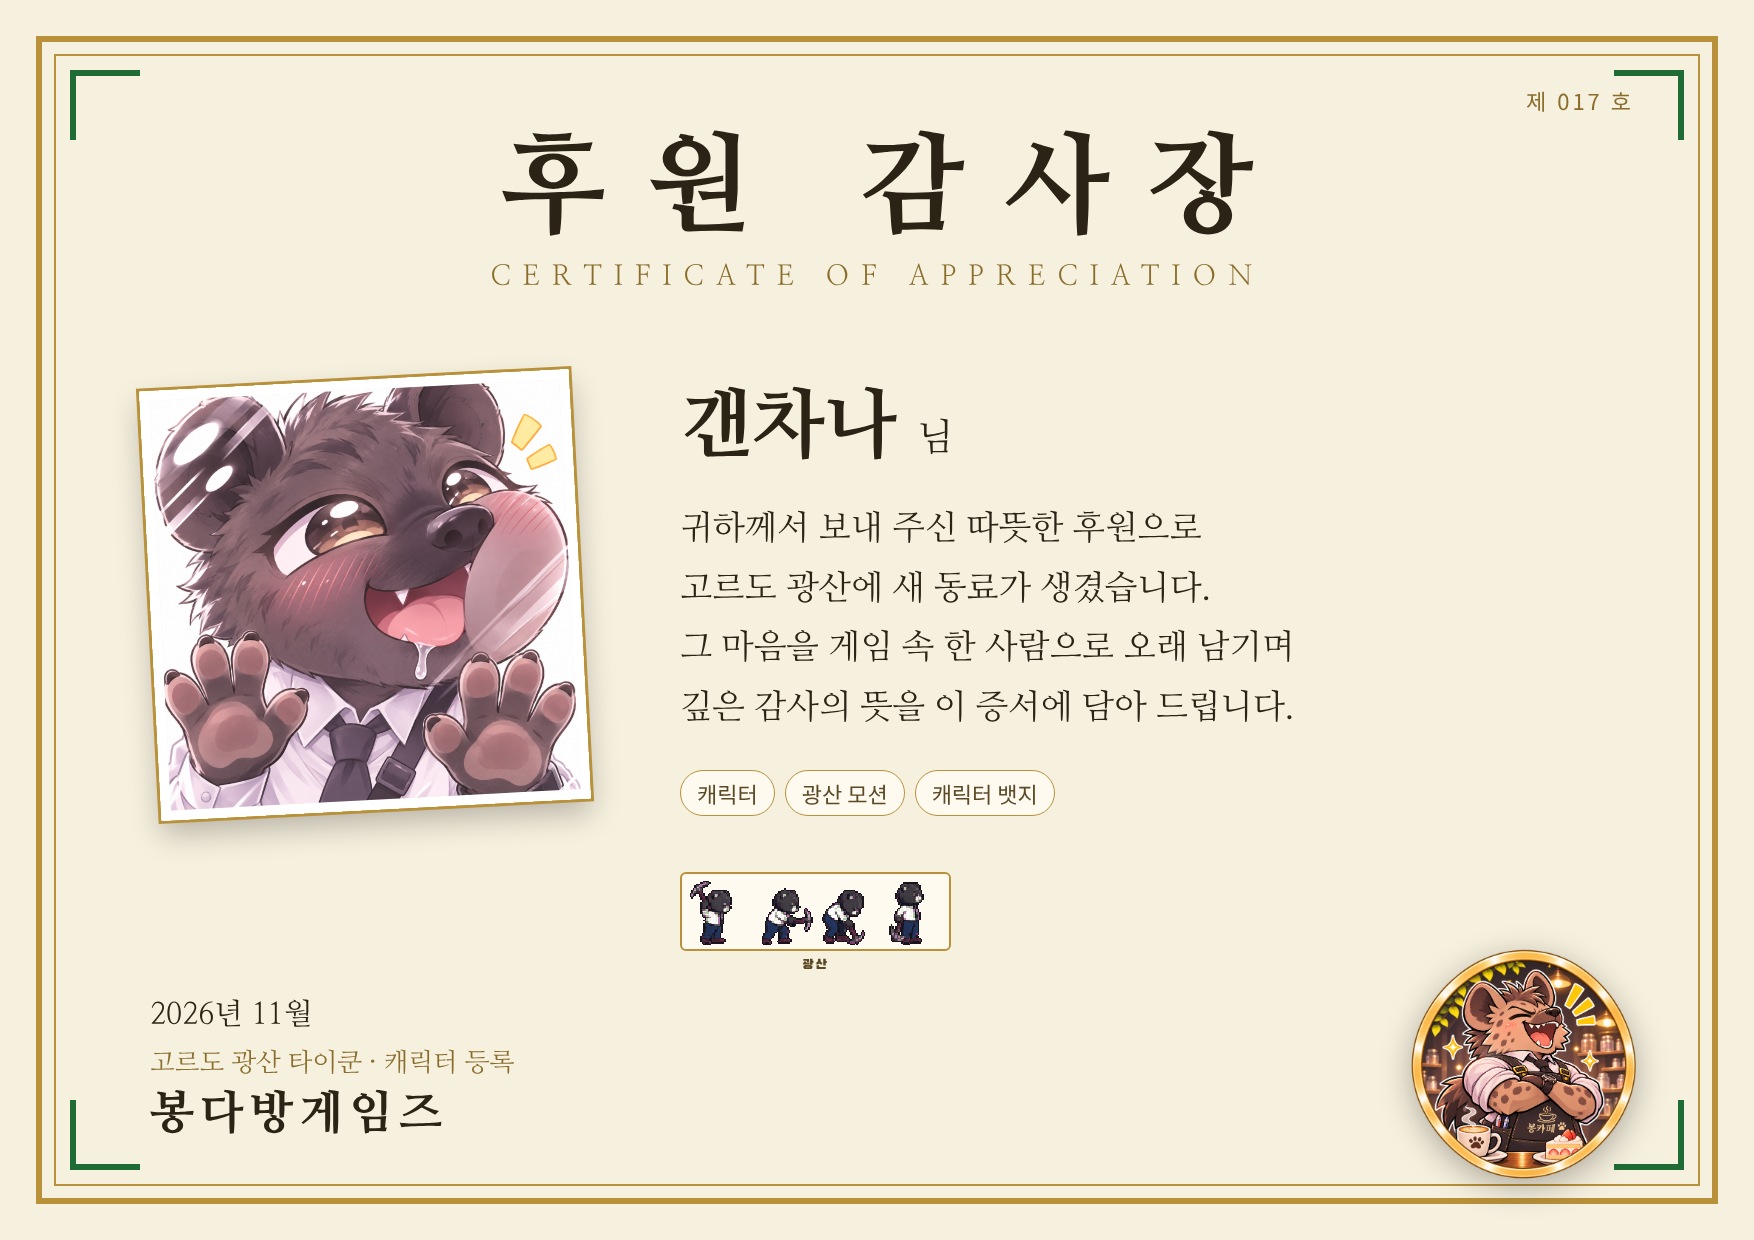 제 017 호
후원 감사장
CERTIFICATE OF APPRECIATION
갠차나 님
귀하께서 보내 주신 따뜻한 후원으로
고르도 광산에 새 동료가 생겼습니다.
그 마음을 게임 속 한 사람으로 오래 남기며
깊은 감사의 뜻을 이 증서에 담아 드립니다.
캐릭터 광산 모션 캐릭터 뱃지
광산
2026년 11월
고르도 광산 타이쿤 · 캐릭터 등록
봉다방게임즈
봉카페